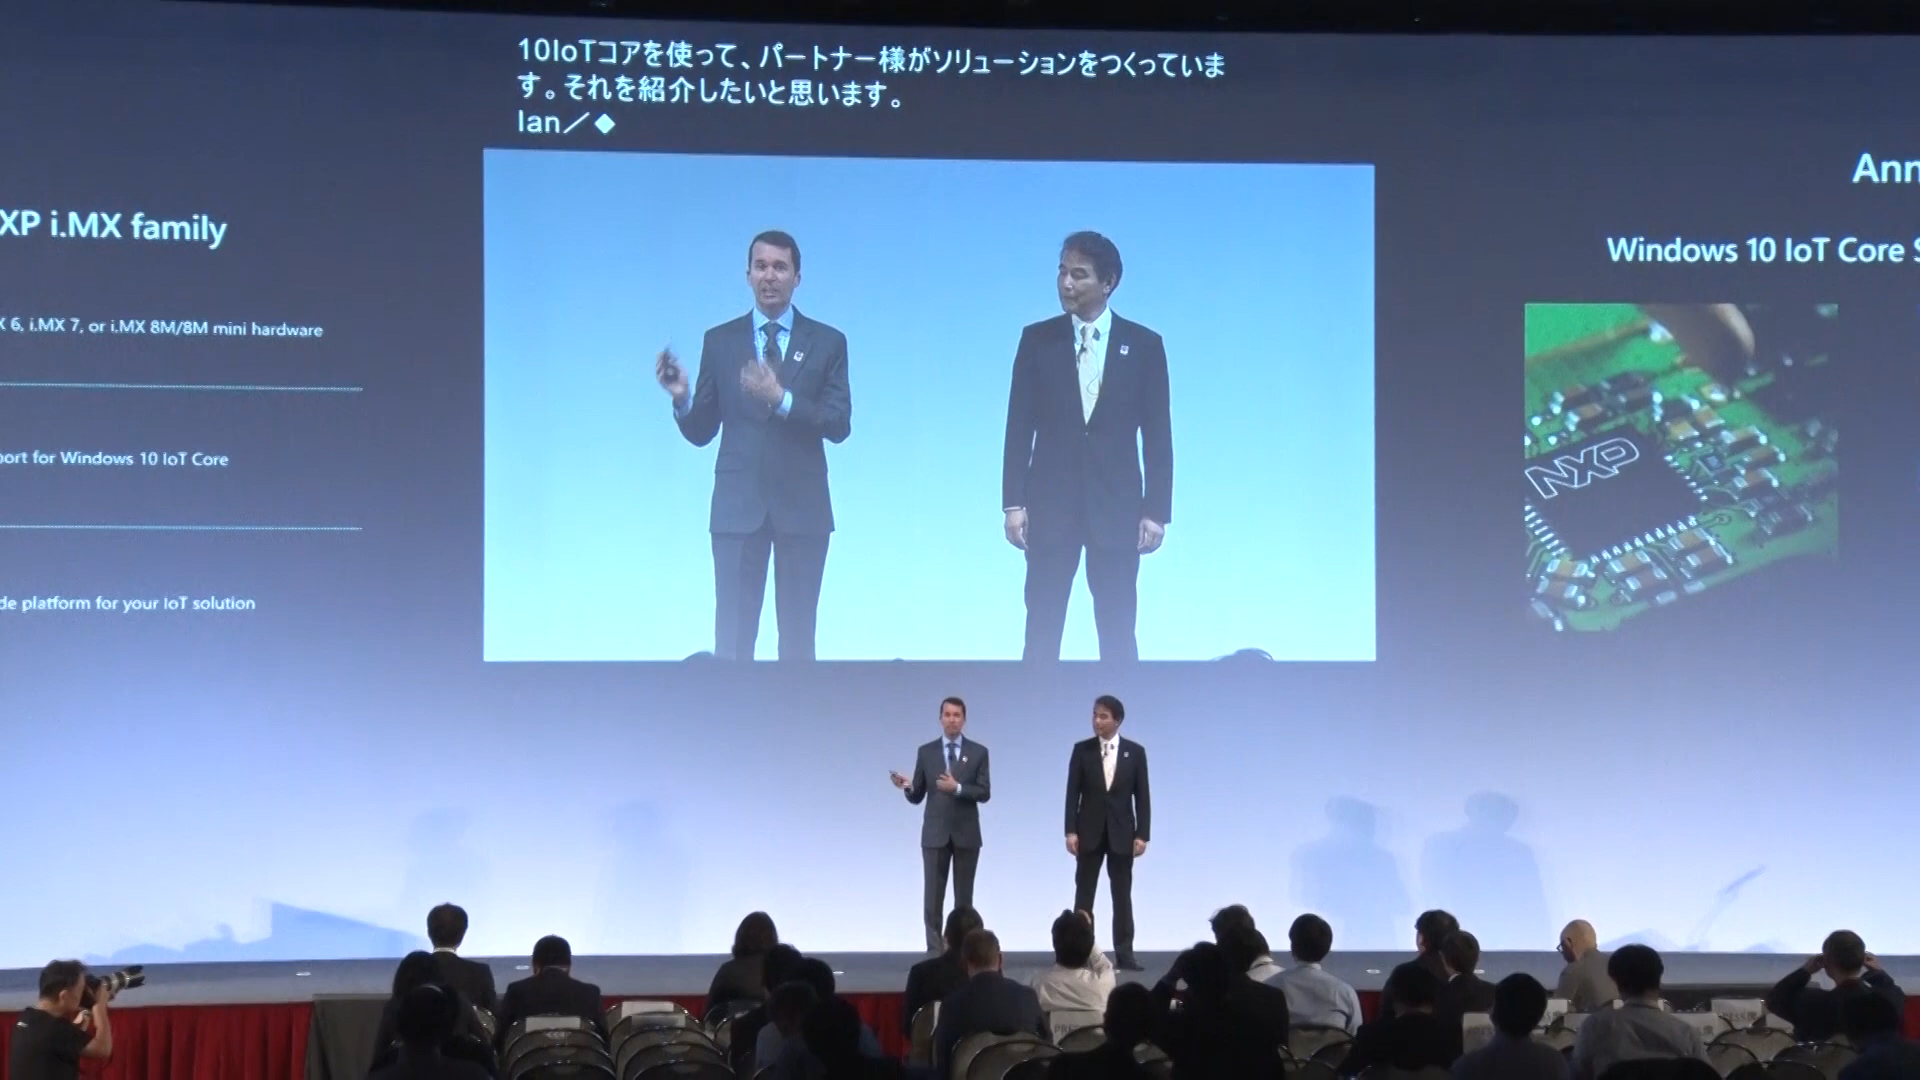 10IoTコアを使って、パートナー様がソリューションをつくっていま
す。それを紹介したいと思います。
Ian／◆
XP i.MX family
X 6, i.MX 7, or i.MX 8M/8M mini hardware
port for Windows 10 IoT Core
de platform for your IoT solution
Ann
Windows 10 IoT Core S
NXP